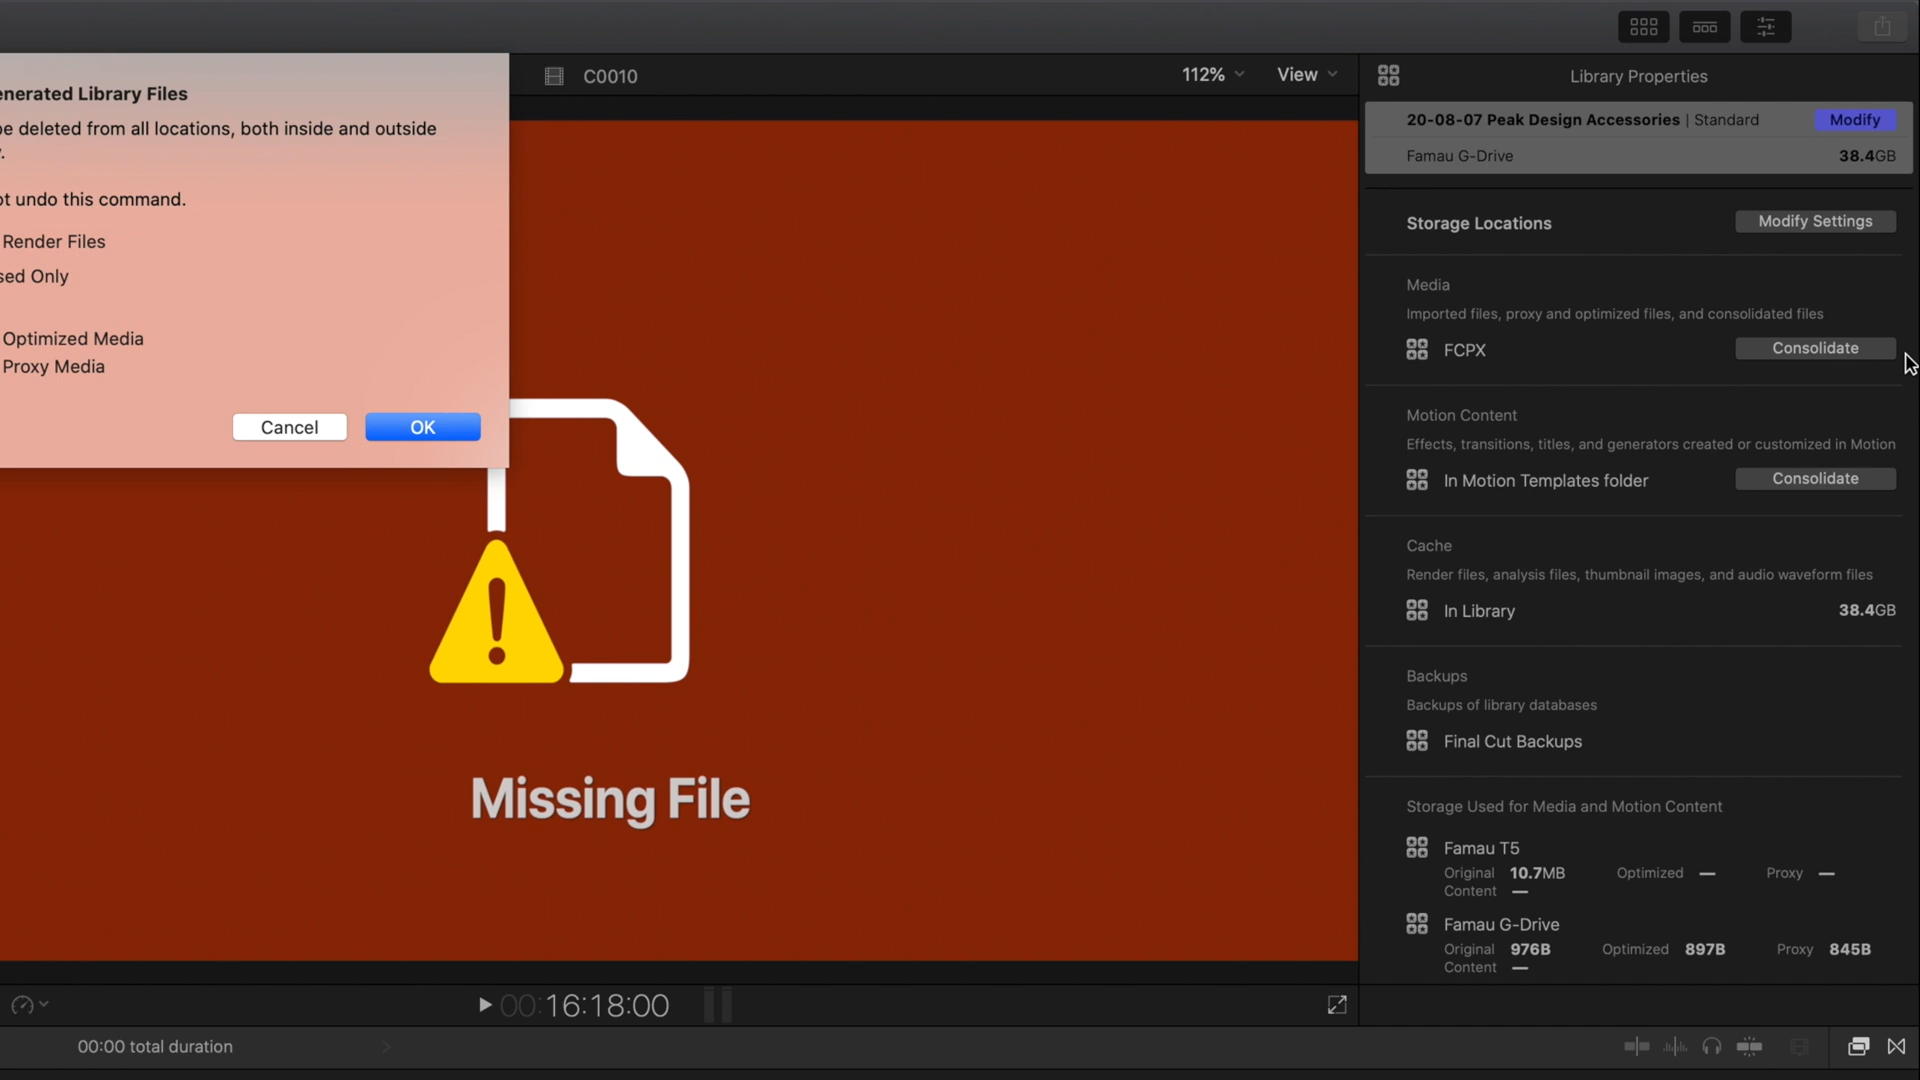 C0010
112%
View
Library Properties
enerated Library Files
be deleted from all locations, both inside and outside
ot undo this command.
Render Files
sed Only
Optimized Media
Proxy Media
Cancel
OK
Missing File
00:16:18:00
00:00 total duration
20-08-07 Peak Design Accessories | Standard
Modify
Famau G-Drive
38.4GB
Storage Locations
Modify Settings
Media
Imported files, proxy and optimized files, and consolidated files
FCPX
Consolidate
Motion Content
Effects, transitions, titles, and generators created or customized in Motion
In Motion Templates folder
Consolidate
Cache
Render files, analysis files, thumbnail images, and audio waveform files
In Library
38.4GB
Backups
Backups of library databases
Final Cut Backups
Storage Used for Media and Motion Content
Famau T5
Original 10.7MB Optimized — Proxy —
Content —
Famau G-Drive
Original 976B Optimized 897B Proxy 845B
Content —